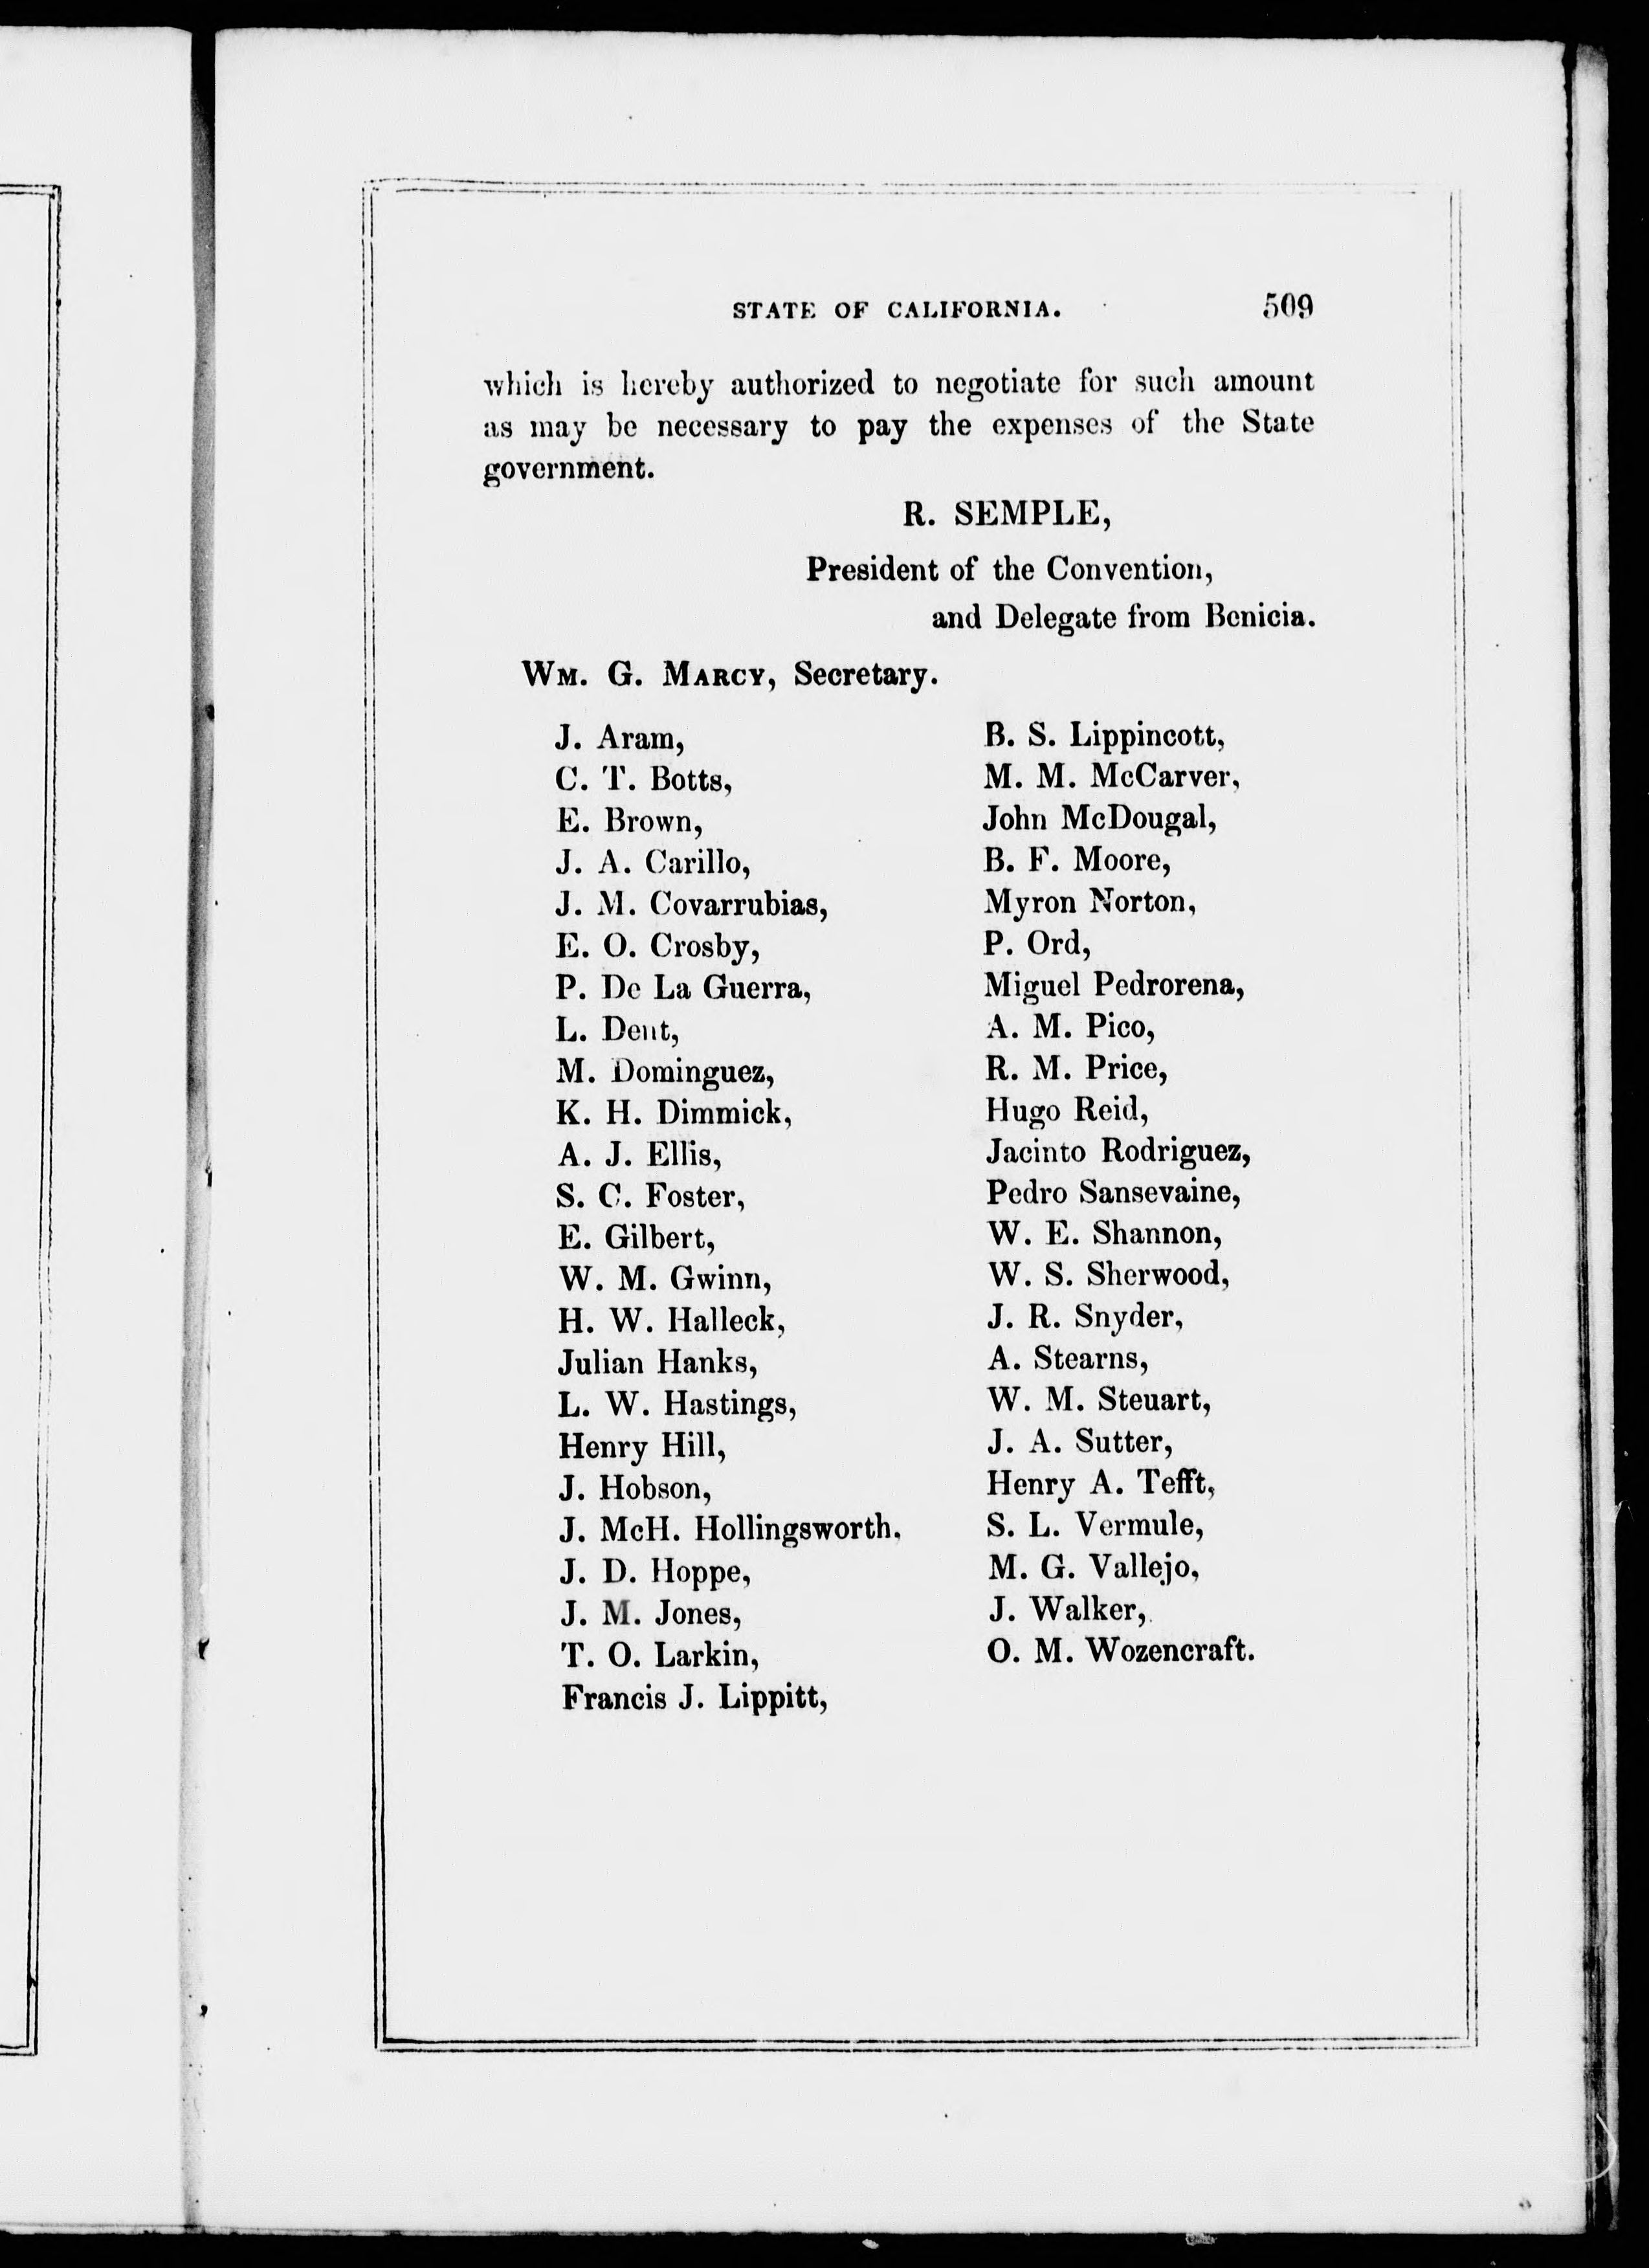 STATE OF CALIFORNIA. 509
which is hereby authorized to negotiate for such amount
as may be necessary to pay the expenses of the State
government.
R. SEMPLE,
President of the Convention,
and Delegate from Benicia.
WM. G. MARCY, Secretary.
J. Aram,
C. T. Botts,
E. Brown,
J. A. Carillo,
J. M. Covarrubias,
E. O. Crosby,
P. De La Guerra,
L. Dent,
M. Dominguez,
K. H. Dimmick,
A. J. Ellis,
S. C. Foster,
E. Gilbert,
W. M. Gwinn,
H. W. Halleck,
Julian Hanks,
L. W. Hastings,
Henry Hill,
J. Hobson,
J. McH. Hollingsworth,
J. D. Hoppe,
J. M. Jones,
T. O. Larkin,
Francis J. Lippitt,
B. S. Lippincott,
M. M. McCarver,
John McDougal,
B. F. Moore,
Myron Norton,
P. Ord,
Miguel Pedrorena,
A. M. Pico,
R. M. Price,
Hugo Reid,
Jacinto Rodriguez,
Pedro Sansevaine,
W. E. Shannon,
W. S. Sherwood,
J. R. Snyder,
A. Stearns,
W. M. Steuart,
J. A. Sutter,
Henry A. Tefft,
S. L. Vermule,
M. G. Vallejo,
J. Walker,
O. M. Wozencraft.